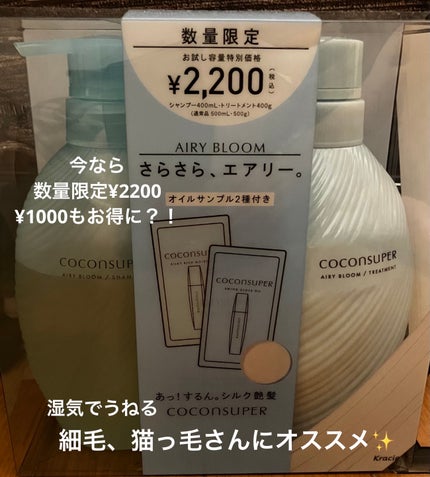 数量限定
お試し容量特別価格
¥2,200(税込)
シャンプー400mL・トリートメント400g
(通常品 500mL・500g)
AIRY BLOOM
さらさら、エアリー。
オイルサンプル2種付き
今なら
数量限定¥2200
¥1000もお得に？！
COCONSUPER
AIRY BLOOM / SHAM
COCONSUPER
COCONSUPER
COCONSUPER
AIRY BLOOM / TREATMENT
あっ！するん。シルク艶髪
COCONSUPER
湿気でうねる
細毛、猫っ毛さんにオススメ✨
Kracie